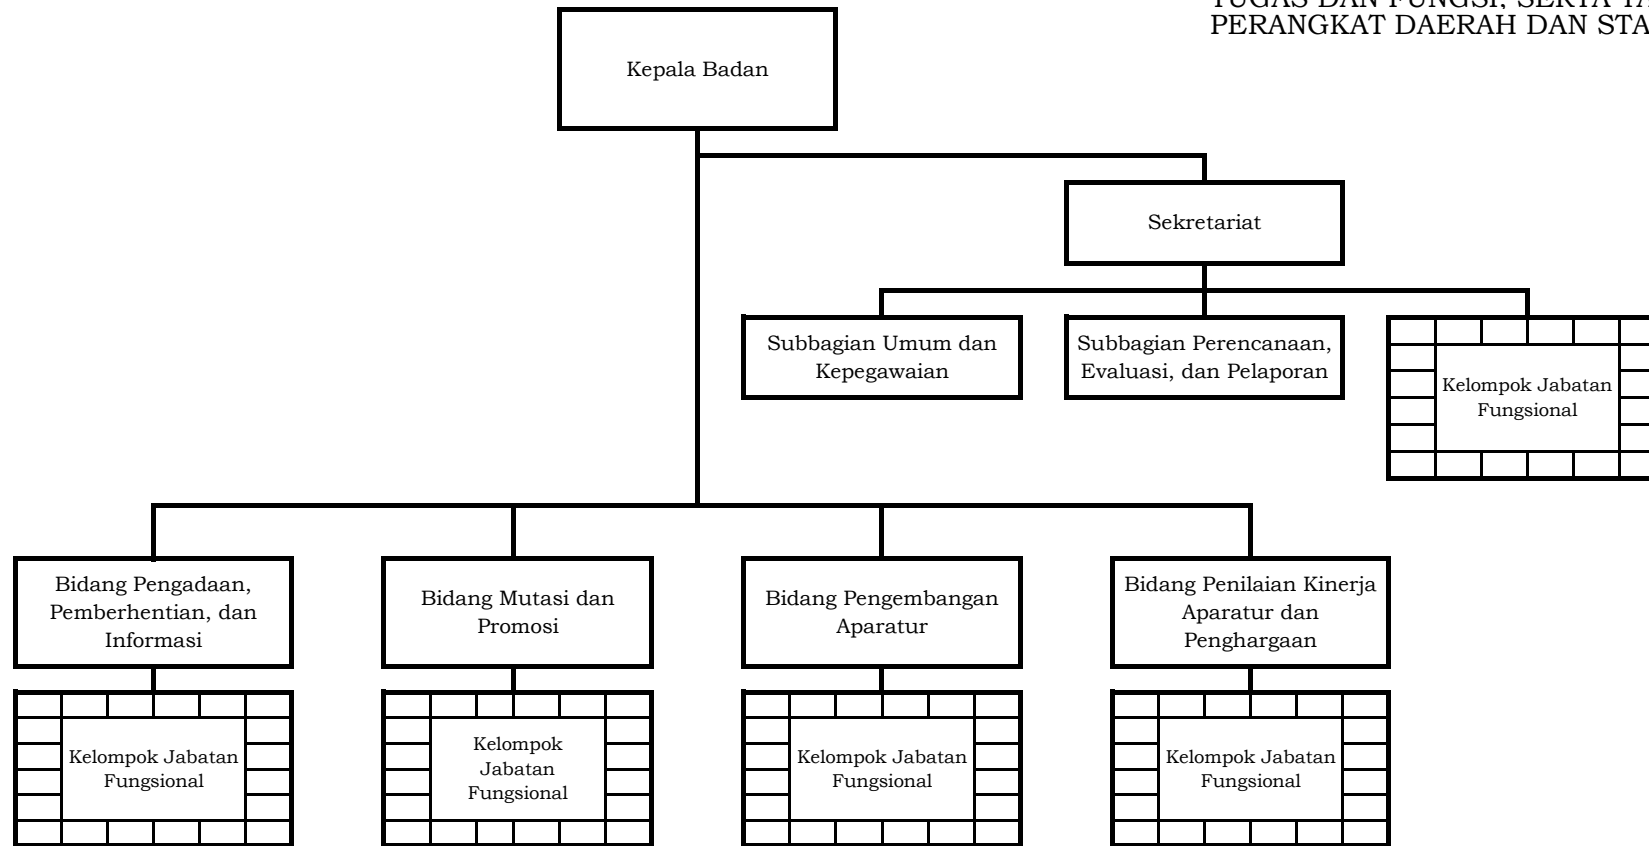 TUGAS DAN FUNGSI, SERTA TA
PERANGKAT DAERAH DAN STA
Kepala Badan
Sekretariat
Subbagian Umum dan
Kepegawaian
Subbagian Perencanaan,
Evaluasi, dan Pelaporan
Kelompok Jabatan
Fungsional
Bidang Pengadaan,
Pemberhentian, dan
Informasi
Bidang Mutasi dan
Promosi
Bidang Pengembangan
Aparatur
Bidang Penilaian Kinerja
Aparatur dan
Penghargaan
Kelompok Jabatan
Fungsional
Kelompok
Jabatan
Fungsional
Kelompok Jabatan
Fungsional
Kelompok Jabatan
Fungsional